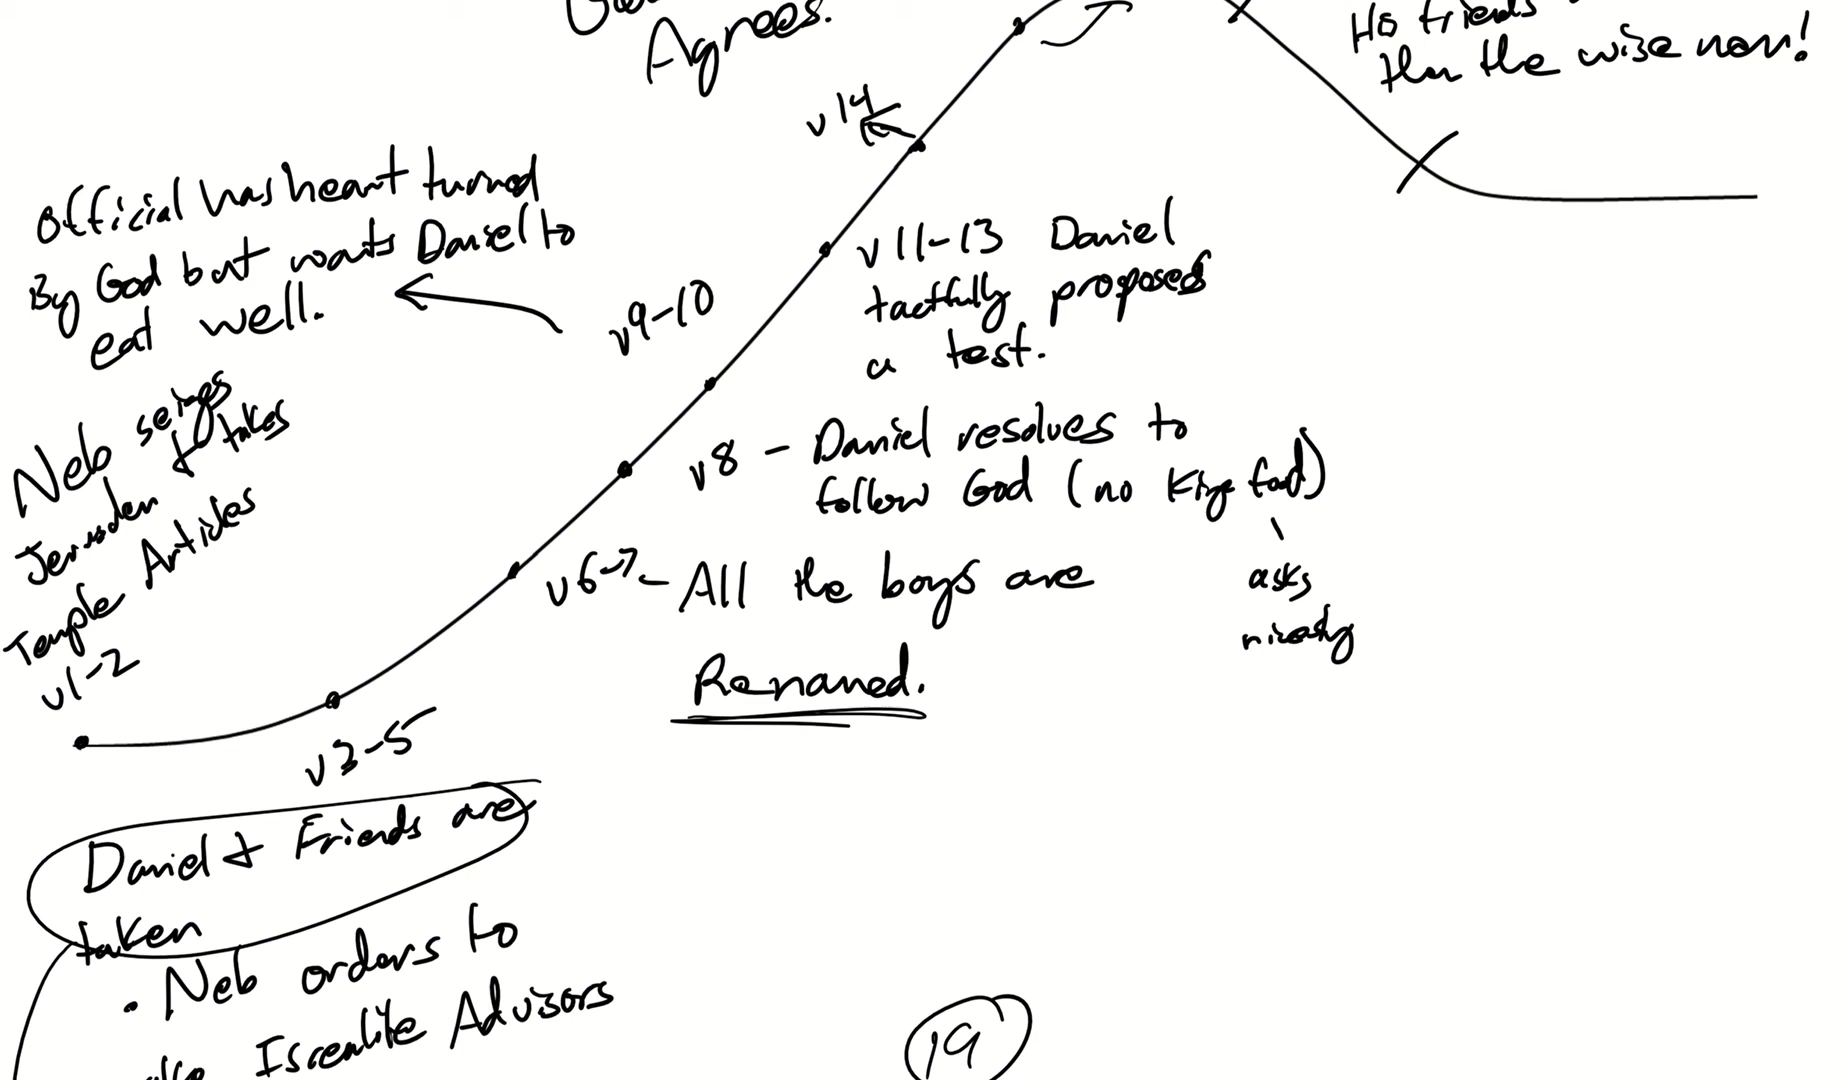 Agrees.
Ho friends
than the wise nen!
v14
Official has heart turned
By God but wants Daniel to
eat well.
v9-10
v11-13 Daniel
tactfully proposes
a test.
Neb seiges
& takes
Jerusalem
Temple Articles
v1-2
v8 - Daniel resolves to
follow God (no King food)
asks
nicely
v6-7- All the boys are
Renamed.
v3-5
Daniel & Friends are
taken
• Neb orders to
Isrealite Advisors
19